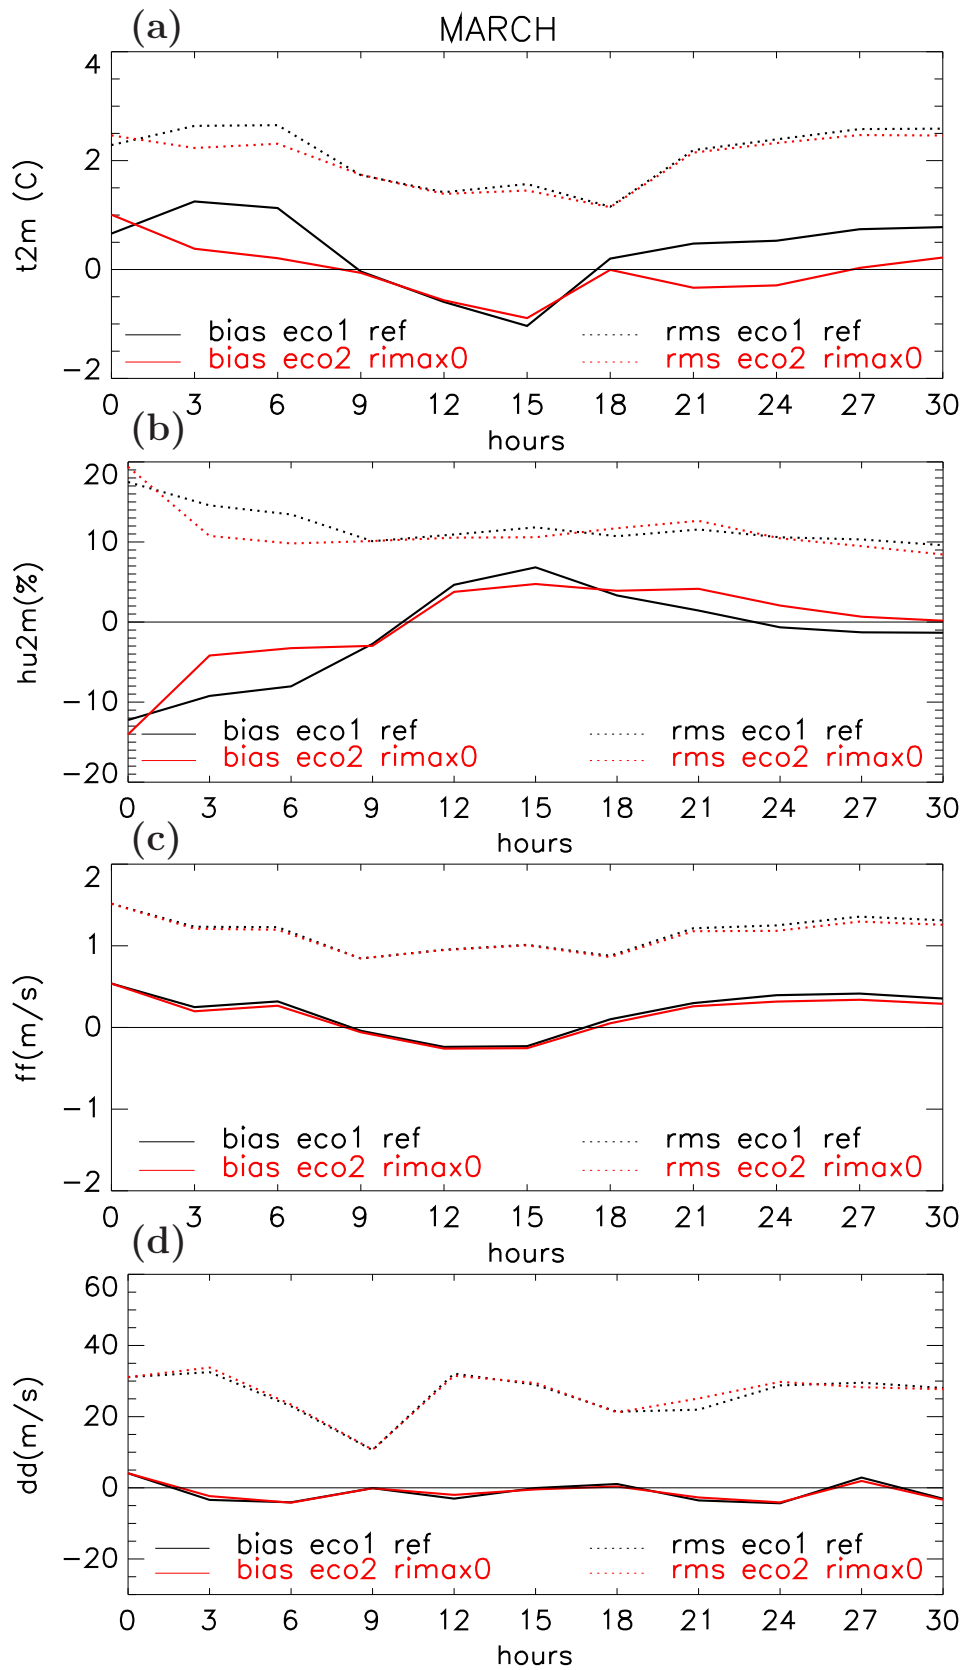 (a) MARCH
4
2
0
−2
t2m (C)
bias eco1 ref rms eco1 ref
bias eco2 rimax0 rms eco2 rimax0
0 3 6 9 12 15 18 21 24 27 30
hours
(b)
20
10
0
−10
−20
hu2m(%)
bias eco1 ref rms eco1 ref
bias eco2 rimax0 rms eco2 rimax0
0 3 6 9 12 15 18 21 24 27 30
hours
(c)
2
1
0
−1
−2
ff(m/s)
bias eco1 ref rms eco1 ref
bias eco2 rimax0 rms eco2 rimax0
0 3 6 9 12 15 18 21 24 27 30
hours
(d)
60
40
20
0
−20
dd(m/s)
bias eco1 ref rms eco1 ref
bias eco2 rimax0 rms eco2 rimax0
0 3 6 9 12 15 18 21 24 27 30
hours